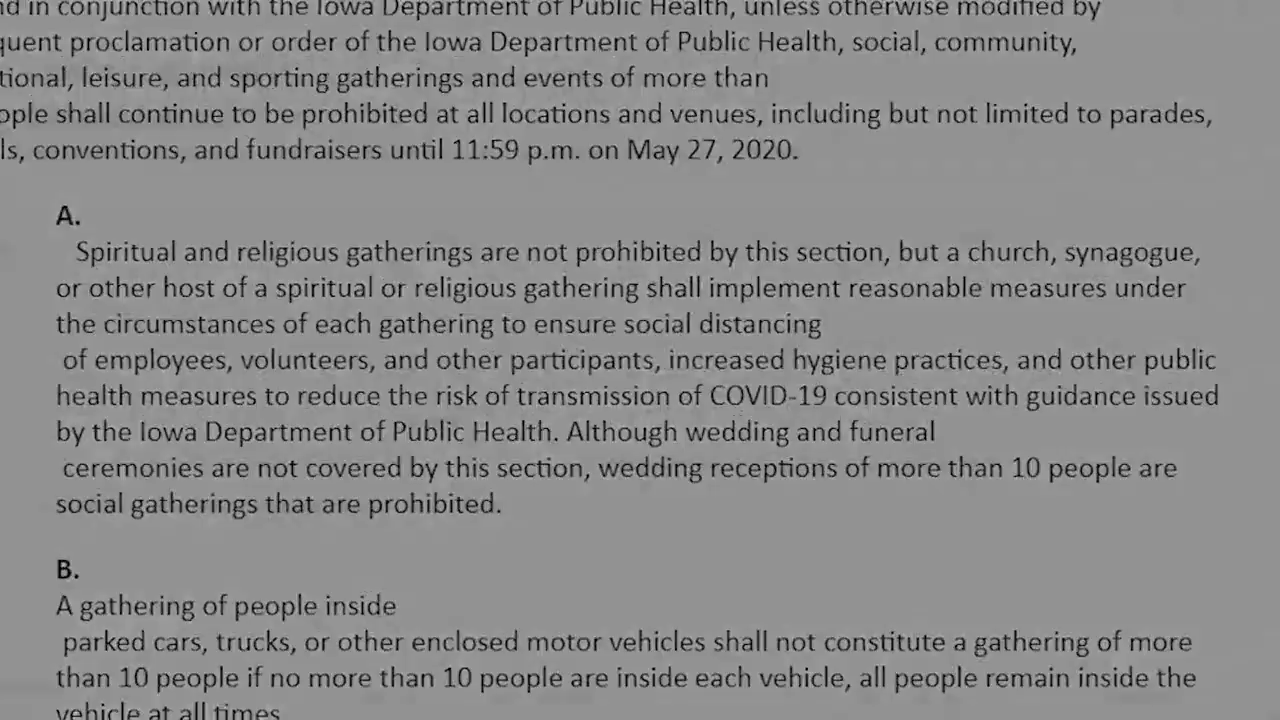 in conjunction with the Iowa Department of Public Health, unless otherwise modified by
quent proclamation or order of the Iowa Department of Public Health, social, community,
tional, leisure, and sporting gatherings and events of more than
ople shall continue to be prohibited at all locations and venues, including but not limited to parades,
ls, conventions, and fundraisers until 11:59 p.m. on May 27, 2020.
A.
Spiritual and religious gatherings are not prohibited by this section, but a church, synagogue,
or other host of a spiritual or religious gathering shall implement reasonable measures under
the circumstances of each gathering to ensure social distancing
of employees, volunteers, and other participants, increased hygiene practices, and other public
health measures to reduce the risk of transmission of COVID-19 consistent with guidance issued
by the Iowa Department of Public Health. Although wedding and funeral
ceremonies are not covered by this section, wedding receptions of more than 10 people are
social gatherings that are prohibited.
B.
A gathering of people inside
parked cars, trucks, or other enclosed motor vehicles shall not constitute a gathering of more
than 10 people if no more than 10 people are inside each vehicle, all people remain inside the
vehicle at all times